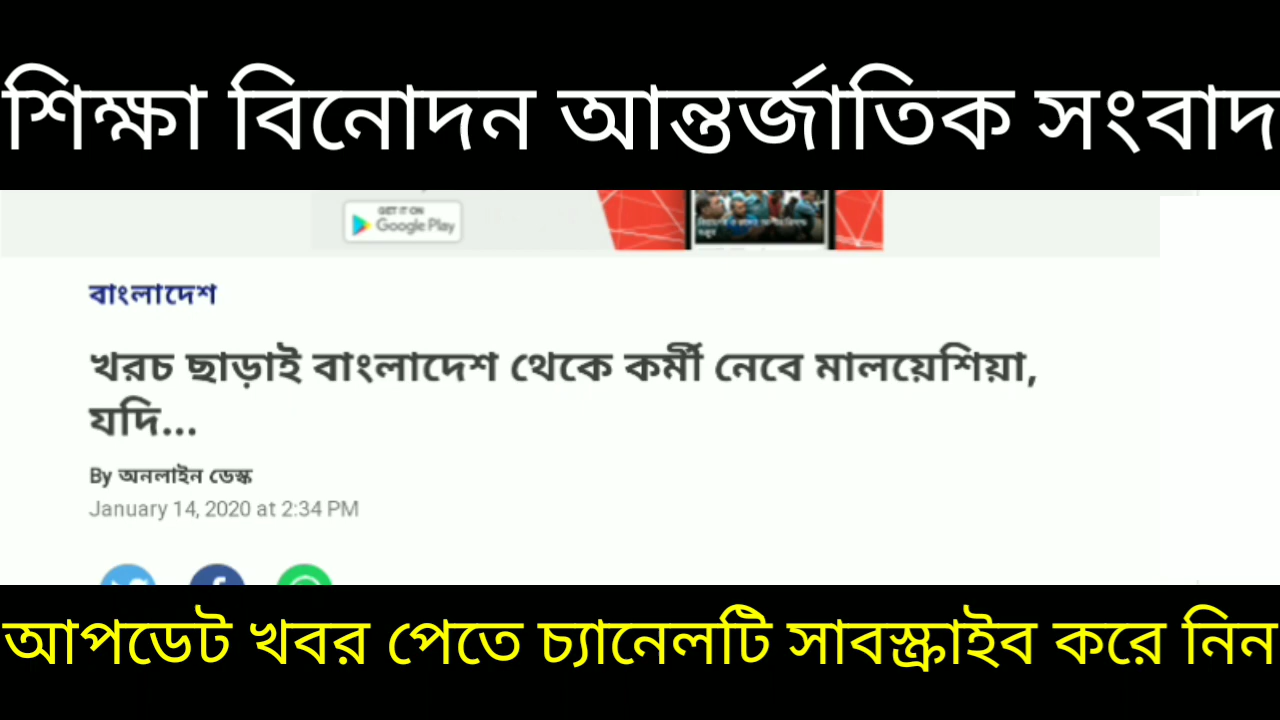 শিক্ষা বিনোদন আন্তর্জাতিক সংবাদ
GET IT ON
Google Play
বাংলাদেশ
খরচ ছাড়াই বাংলাদেশ থেকে কর্মী নেবে মালয়েশিয়া,
যদি...
By অনলাইন ডেস্ক
January 14, 2020 at 2:34 PM
আপডেট খবর পেতে চ্যানেলটি সাবস্ক্রাইব করে নিন